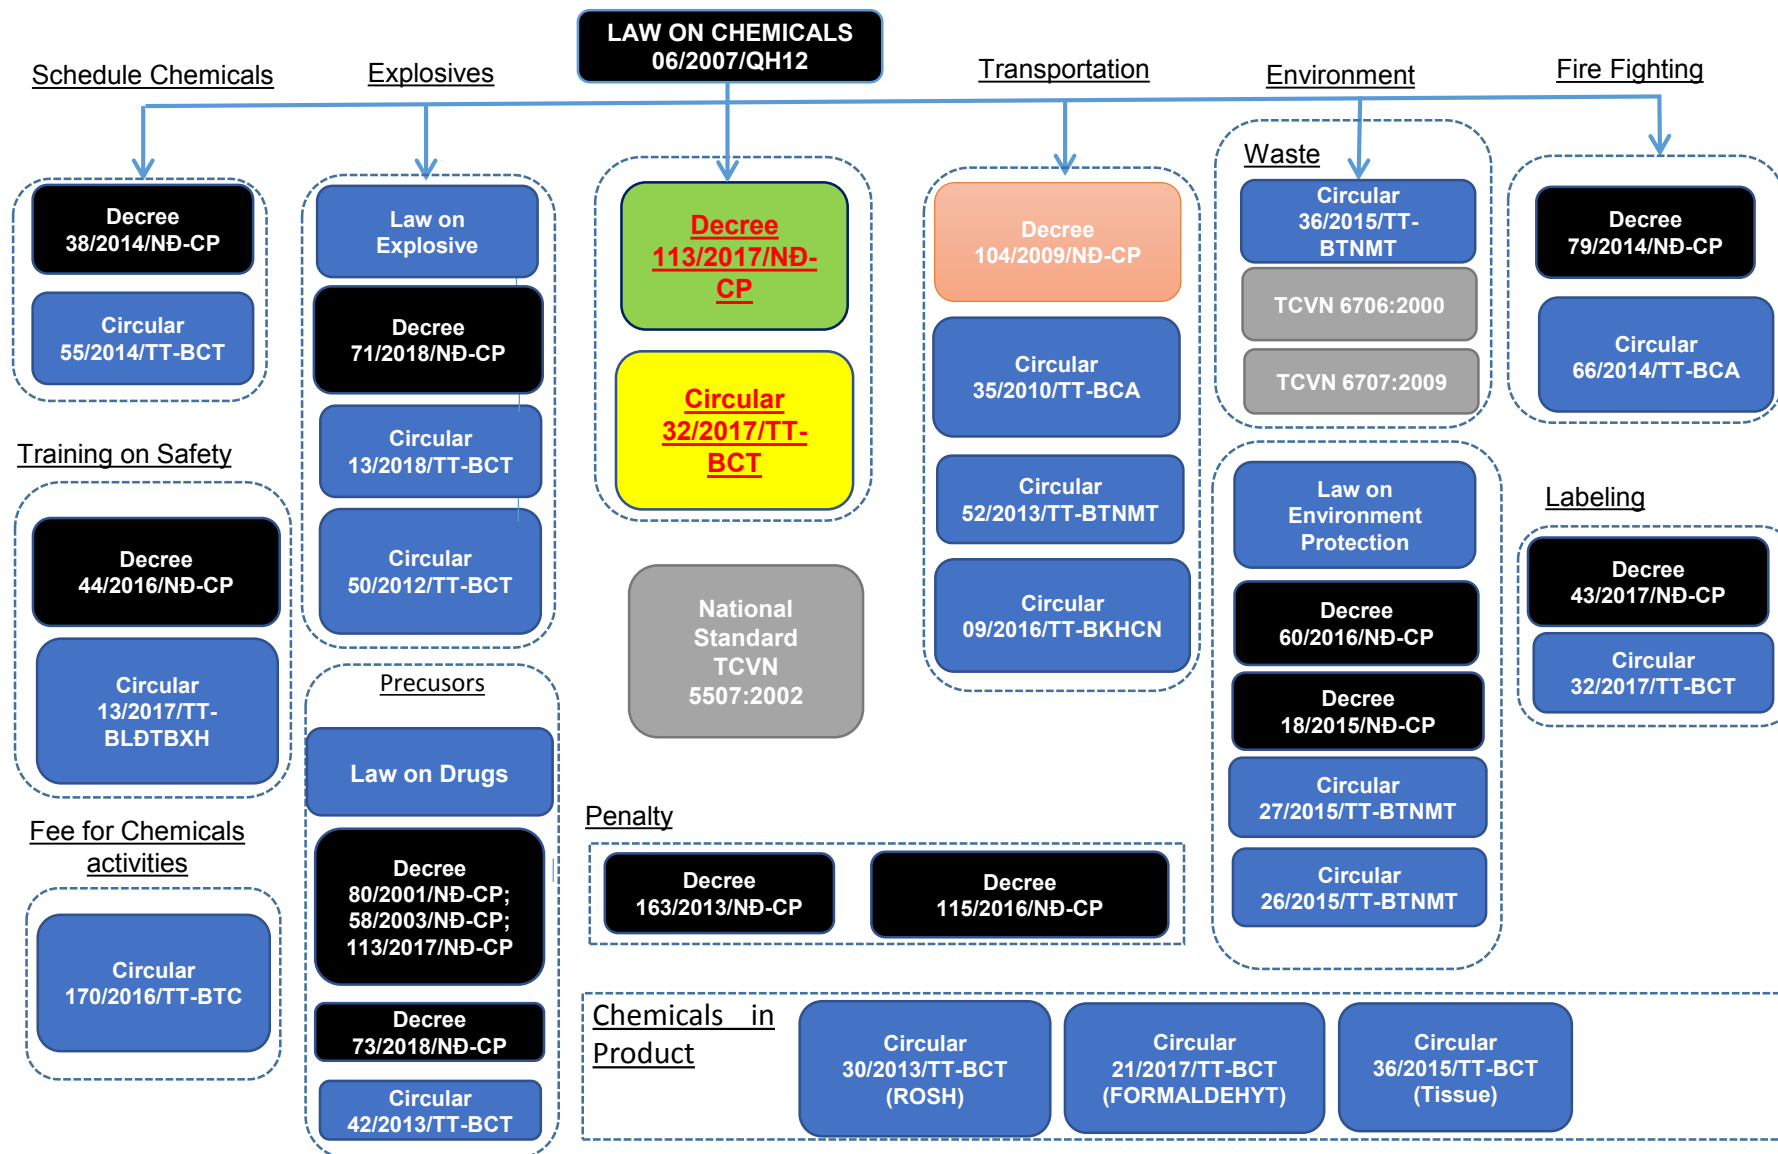 LAW ON CHEMICALS
06/2007/QH12
Schedule Chemicals
Explosives
Transportation
Environment
Fire Fighting
Decree
38/2014/NĐ-CP
Circular
55/2014/TT-BCT
Training on Safety
Decree
44/2016/NĐ-CP
Circular
13/2017/TT-
BLĐTBXH
Fee for Chemicals
activities
Circular
170/2016/TT-BTC
Law on
Explosive
Decree
71/2018/NĐ-CP
Circular
13/2018/TT-BCT
Circular
50/2012/TT-BCT
Precusors
Law on Drugs
Decree
80/2001/NĐ-CP;
58/2003/NĐ-CP;
113/2017/NĐ-CP
Decree
73/2018/NĐ-CP
Circular
42/2013/TT-BCT
Decree
113/2017/NĐ-
CP
Circular
32/2017/TT-
BCT
National
Standard
TCVN
5507:2002
Decree
104/2009/NĐ-CP
Circular
35/2010/TT-BCA
Circular
52/2013/TT-BTNMT
Circular
09/2016/TT-BKHCN
Waste
Circular
36/2015/TT-
BTNMT
TCVN 6706:2000
TCVN 6707:2009
Law on
Environment
Protection
Decree
60/2016/NĐ-CP
Decree
18/2015/NĐ-CP
Circular
27/2015/TT-BTNMT
Circular
26/2015/TT-BTNMT
Decree
79/2014/NĐ-CP
Circular
66/2014/TT-BCA
Labeling
Decree
43/2017/NĐ-CP
Circular
32/2017/TT-BCT
Penalty
Decree
163/2013/NĐ-CP
Decree
115/2016/NĐ-CP
Chemicals in
Product
Circular
30/2013/TT-BCT
(ROSH)
Circular
21/2017/TT-BCT
(FORMALDEHYT)
Circular
36/2015/TT-BCT
(Tissue)